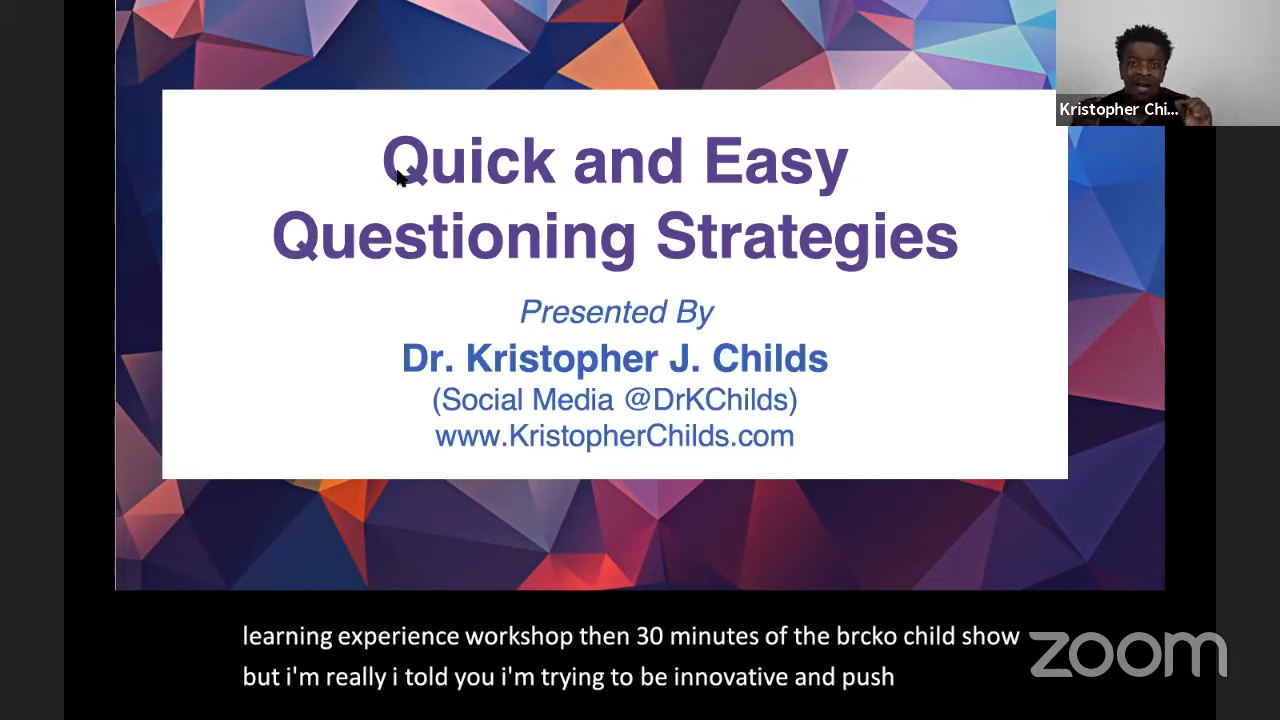 Quick and Easy
Questioning Strategies
Presented By
Dr. Kristopher J. Childs
(Social Media @DrKChilds)
www.KristopherChilds.com
Kristopher Chi...
learning experience workshop then 30 minutes of the brcko child show
but i'm really i told you i'm trying to be innovative and push
zoom